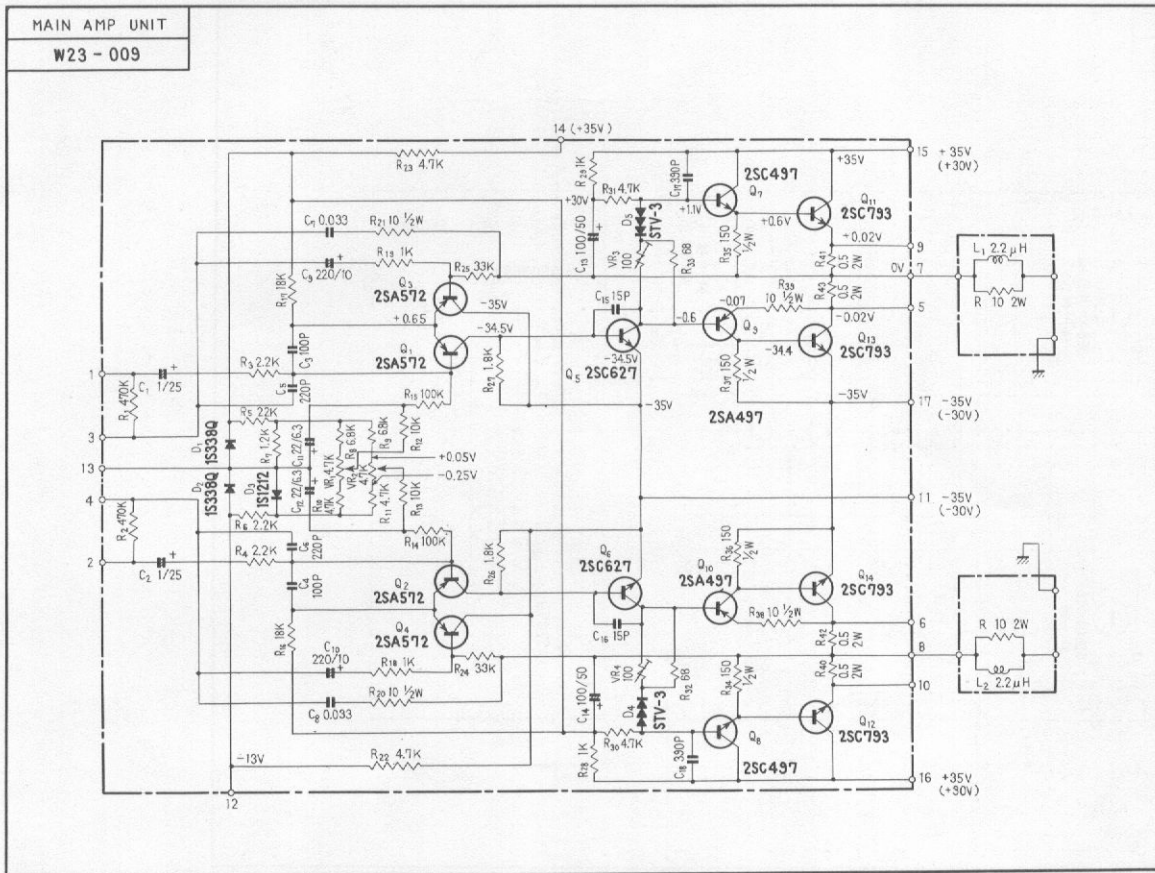 MAIN AMP UNIT
W23-009
14 (+35V)
R23 4.7K
R29 1K
+30V
R31 4.7K
C17 390P
+1.1V
2SC497
Q7
+35V
Q11
2SC793
15 +35V
(+30V)
C7 0.033
R21 10 ½W
R19 1K
C9 220/10
R25 33K
D5
STV-3
C13 100/50
VR3
100
R33 68
+0.6V
R35 150
½W
+0.02V
R41 0.5
2W
9
0V 7
L1 2.2μH
R 10 2W
R17 18K
Q3
2SA572
-35V
+0.65
-34.5V
Q1
2SA572
C15 15P
-34.5V
Q5
2SC627
-0.6
-0.07
Q9
R39
10 ½W
R40 0.5
2W
5
-0.02V
Q13
2SC793
-34.4
R37 150
½W
2SA497
-35V
17 -35V
(-30V)
1
R1 470K
C1 1/25
R3 2.2K
C3 100P
C5
220P
3
R27 1.8K
-35V
R15 100K
R5 22K
R7 1.2K
C11 22/6.3
R8 6.8K
R9 6.8K
R12
10K
D1
1S338Q
13
D2
1S338Q
D3
1S1212
C12 22/6.3
VR1 4.7K
VR2
4.7K
+0.05V
-0.25V
R10
4.7K
R11 4.7K
R13 10K
4
R2 470K
R6 2.2K
R14 100K
2
C2 1/25
R4 2.2K
C6
220P
C4
100P
R26 1.8K
11 -35V
(-30V)
Q6
2SC627
Q10
2SA497
R36 150
½W
Q14
2SC793
Q2
2SA572
Q4
2SA572
C16 15P
R38 10 ½W
6
R42 0.5
2W
8
R40 0.5
2W
10
R 10 2W
L2 2.2μH
R16 18K
C10
220/10
R18 1K
R24 33K
C8 0.033
R20 10 ½W
VR4
100
R32 68
R34 150
½W
C14 100/50
D4
STV-3
R30 4.7K
Q8
2SC497
Q12
2SC793
C18 390P
R28 1K
-13V
R22 4.7K
12
16 +35V
(+30V)